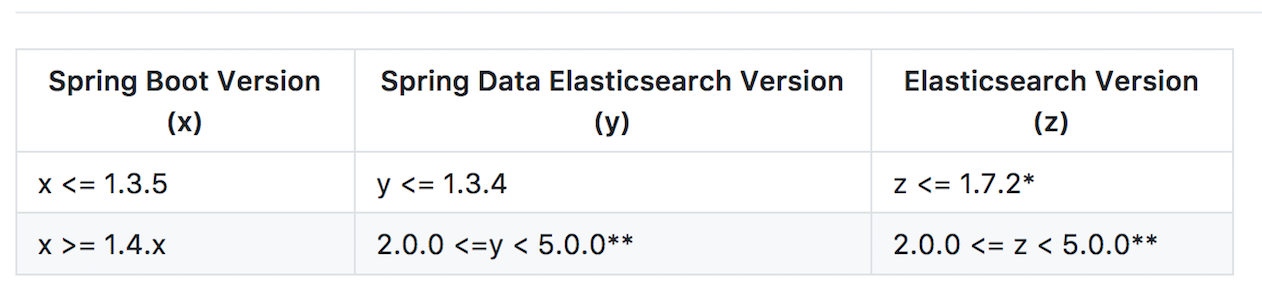 Spring Boot Version
(x)
Spring Data Elasticsearch Version
(y)
Elasticsearch Version
(z)
x <= 1.3.5
y <= 1.3.4
z <= 1.7.2*
x >= 1.4.x
2.0.0 <=y < 5.0.0**
2.0.0 <= z < 5.0.0**